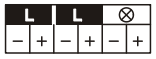 L L ⊗
− + − + − +